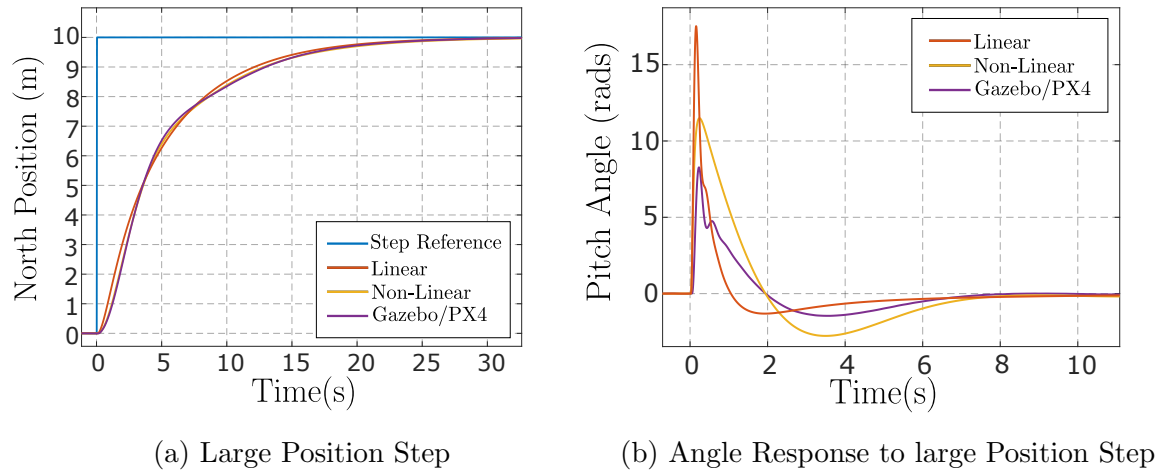 North Position (m)
10
9
8
7
6
5
4
3
2
1
0
Step Reference
Linear
Non-Linear
Gazebo/PX4
0
5
10
15
20
25
30
Time(s)
(a) Large Position Step
Pitch Angle (rads)
15
10
5
0
Linear
Non-Linear
Gazebo/PX4
0
2
4
6
8
10
Time(s)
(b) Angle Response to large Position Step